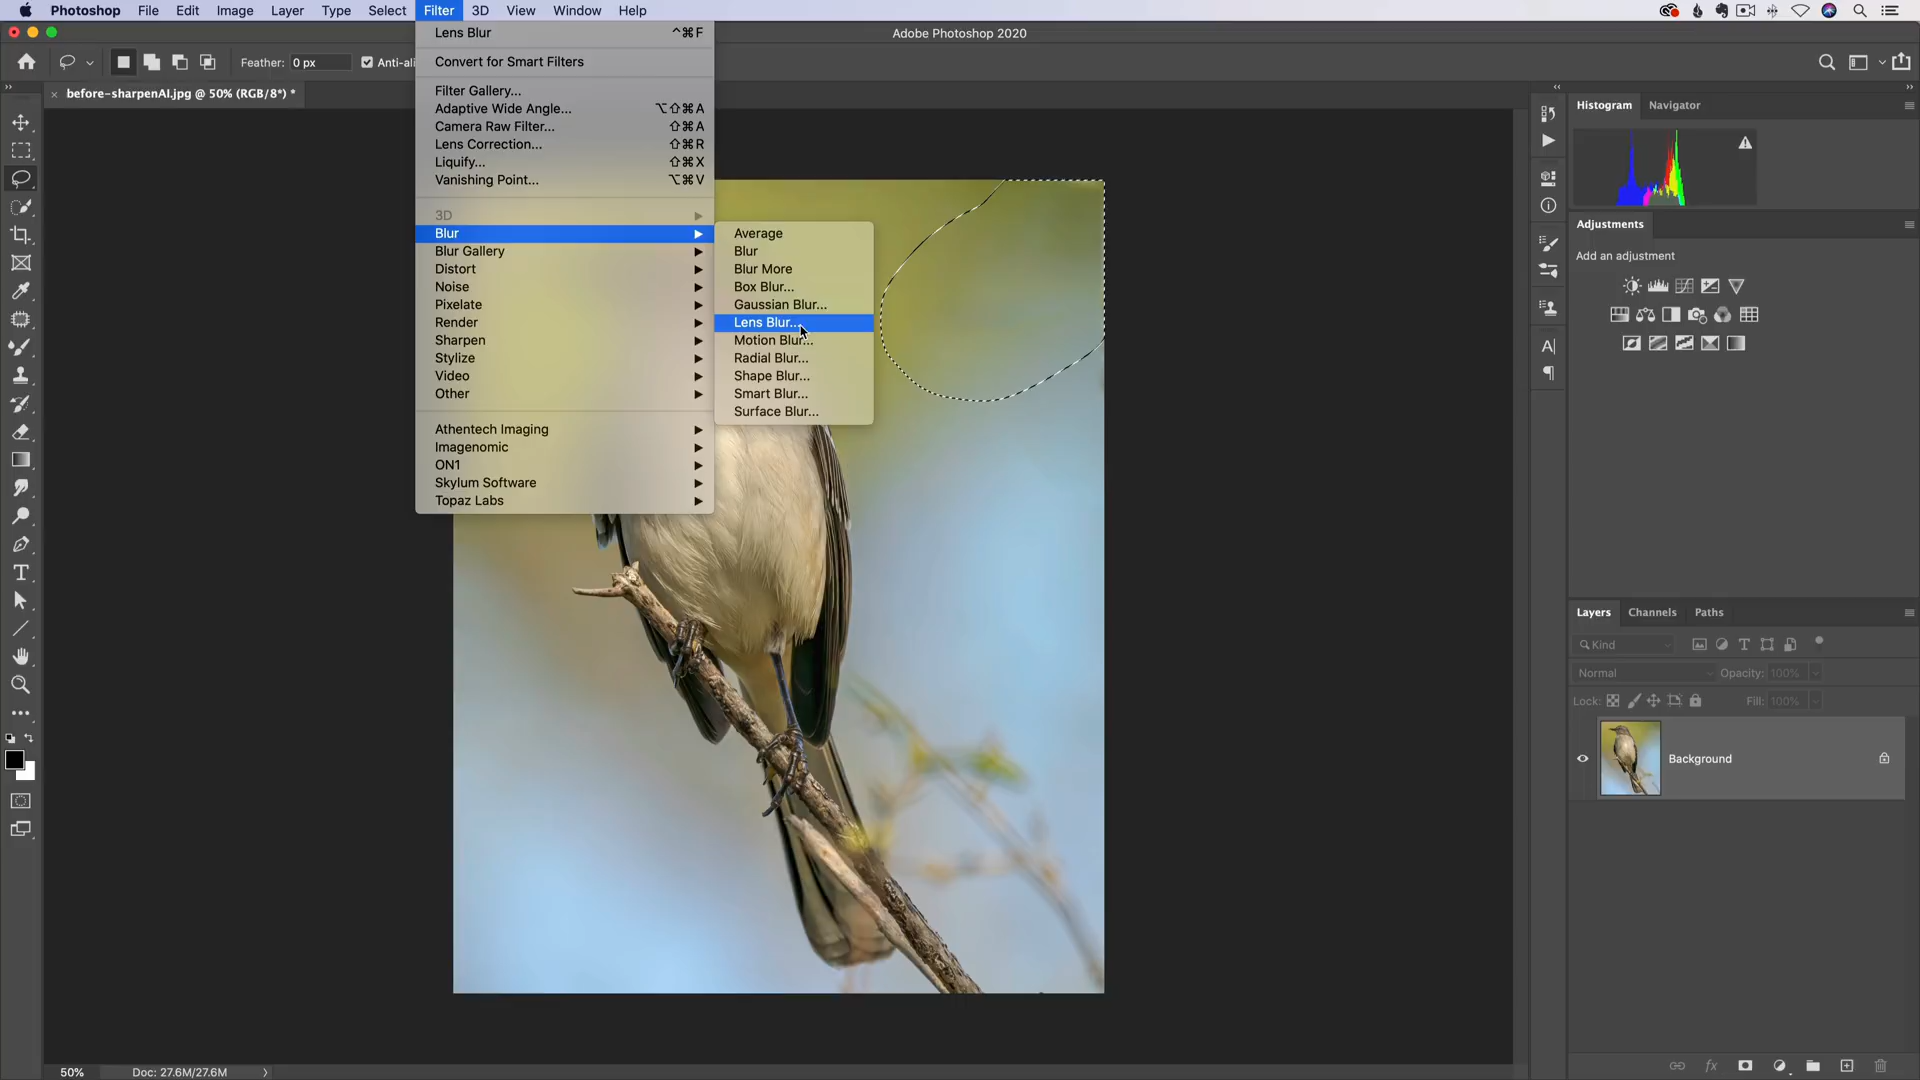 Photoshop File Edit Image Layer Type Select Filter 3D View Window Help
Adobe Photoshop 2020
Feather: 0 px Anti-ali
before-sharpenAI.jpg @ 50% (RGB/8*) *
Lens Blur ^⌘F
Convert for Smart Filters
Filter Gallery...
Adaptive Wide Angle... ⌥⇧⌘A
Camera Raw Filter... ⇧⌘A
Lens Correction... ⇧⌘R
Liquify... ⇧⌘X
Vanishing Point... ⌥⌘V
3D
Blur
Blur Gallery
Distort
Noise
Pixelate
Render
Sharpen
Stylize
Video
Other
Athentech Imaging
Imagenomic
ON1
Skylum Software
Topaz Labs
Average
Blur
Blur More
Box Blur...
Gaussian Blur...
Lens Blur...
Motion Blur...
Radial Blur...
Shape Blur...
Smart Blur...
Surface Blur...
Histogram Navigator
Adjustments
Add an adjustment
Layers Channels Paths
Kind
Normal Opacity: 100%
Lock: Fill: 100%
Background
50% Doc: 27.6M/27.6M